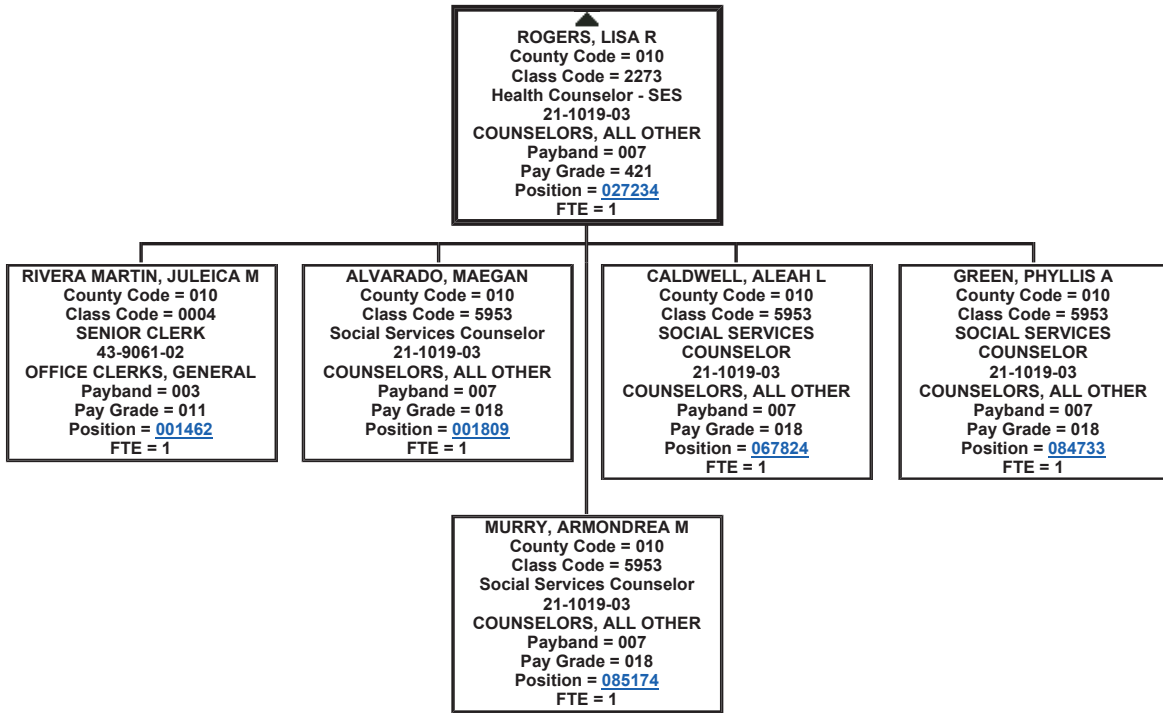 ROGERS, LISA R
County Code = 010
Class Code = 2273
Health Counselor - SES
21-1019-03
COUNSELORS, ALL OTHER
Payband = 007
Pay Grade = 421
Position = 027234
FTE = 1
RIVERA MARTIN, JULEICA M
County Code = 010
Class Code = 0004
SENIOR CLERK
43-9061-02
OFFICE CLERKS, GENERAL
Payband = 003
Pay Grade = 011
Position = 001462
FTE = 1
ALVARADO, MAEGAN
County Code = 010
Class Code = 5953
Social Services Counselor
21-1019-03
COUNSELORS, ALL OTHER
Payband = 007
Pay Grade = 018
Position = 001809
FTE = 1
CALDWELL, ALEAH L
County Code = 010
Class Code = 5953
SOCIAL SERVICES
COUNSELOR
21-1019-03
COUNSELORS, ALL OTHER
Payband = 007
Pay Grade = 018
Position = 067824
FTE = 1
GREEN, PHYLLIS A
County Code = 010
Class Code = 5953
SOCIAL SERVICES
COUNSELOR
21-1019-03
COUNSELORS, ALL OTHER
Payband = 007
Pay Grade = 018
Position = 084733
FTE = 1
MURRY, ARMONDREA M
County Code = 010
Class Code = 5953
Social Services Counselor
21-1019-03
COUNSELORS, ALL OTHER
Payband = 007
Pay Grade = 018
Position = 085174
FTE = 1